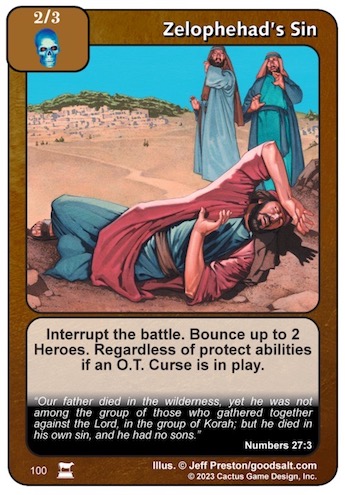 2/3
Zelophehad's Sin
Interrupt the battle. Bounce up to 2
Heroes. Regardless of protect abilities
if an O.T. Curse is in play.
"Our father died in the wilderness, yet he was not
among the group of those who gathered together
against the Lord, in the group of Korah; but he died in
his own sin, and he had no sons."
Numbers 27:3
Illus. © Jeff Preston/goodsalt.com
100
© 2023 Cactus Game Design, Inc.